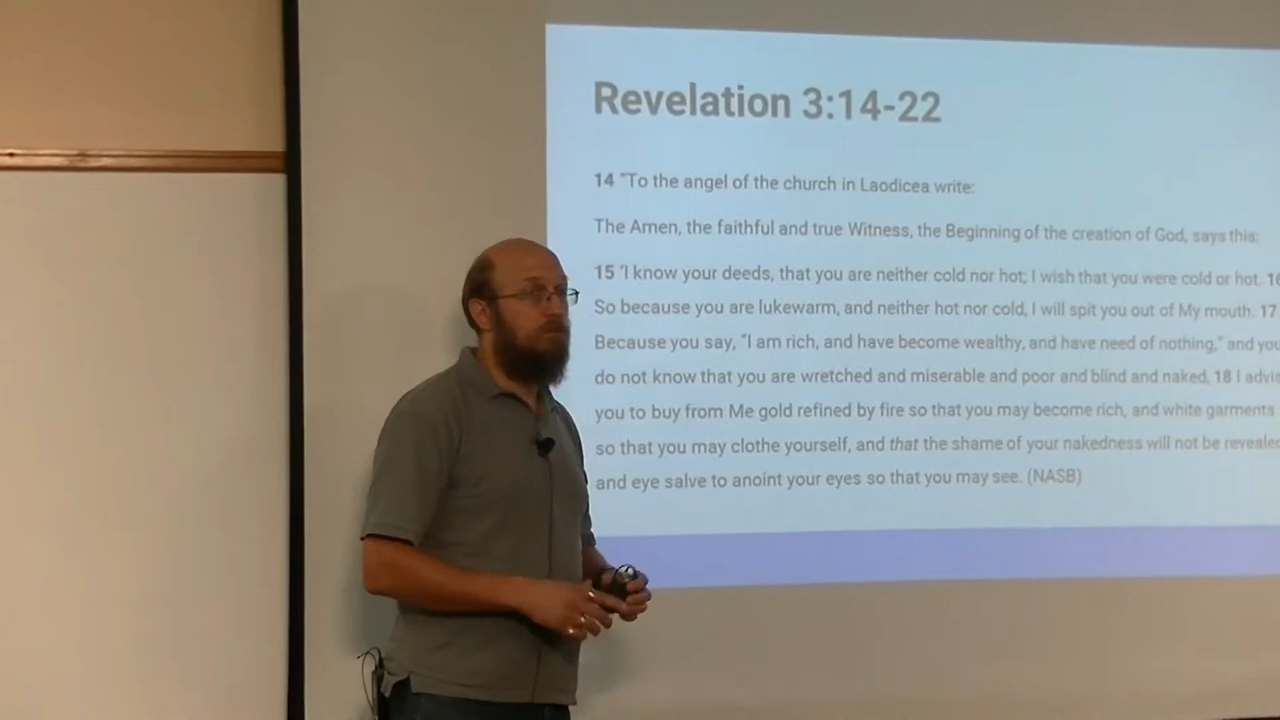 Revelation 3:14-22
14 "To the angel of the church in Laodicea write:
The Amen, the faithful and true Witness, the Beginning of the creation of God, says this:
15 'I know your deeds, that you are neither cold nor hot; I wish that you were cold or hot. 16
So because you are lukewarm, and neither hot nor cold, I will spit you out of My mouth. 17
Because you say, "I am rich, and have become wealthy, and have need of nothing," and you
do not know that you are wretched and miserable and poor and blind and naked, 18 I advis
you to buy from Me gold refined by fire so that you may become rich, and white garments
so that you may clothe yourself, and that the shame of your nakedness will not be revealed
and eye salve to anoint your eyes so that you may see. (NASB)